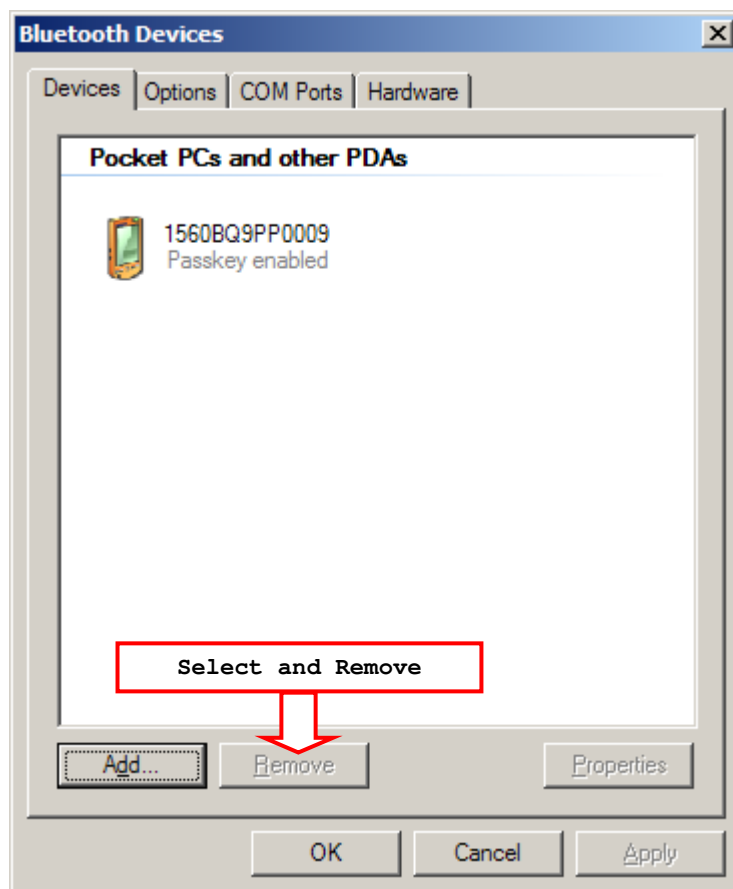 Bluetooth Devices
Devices Options COM Ports Hardware
Pocket PCs and other PDAs
1560BQ9PP0009
Passkey enabled
Select and Remove
Add... Remove Properties
OK Cancel Apply